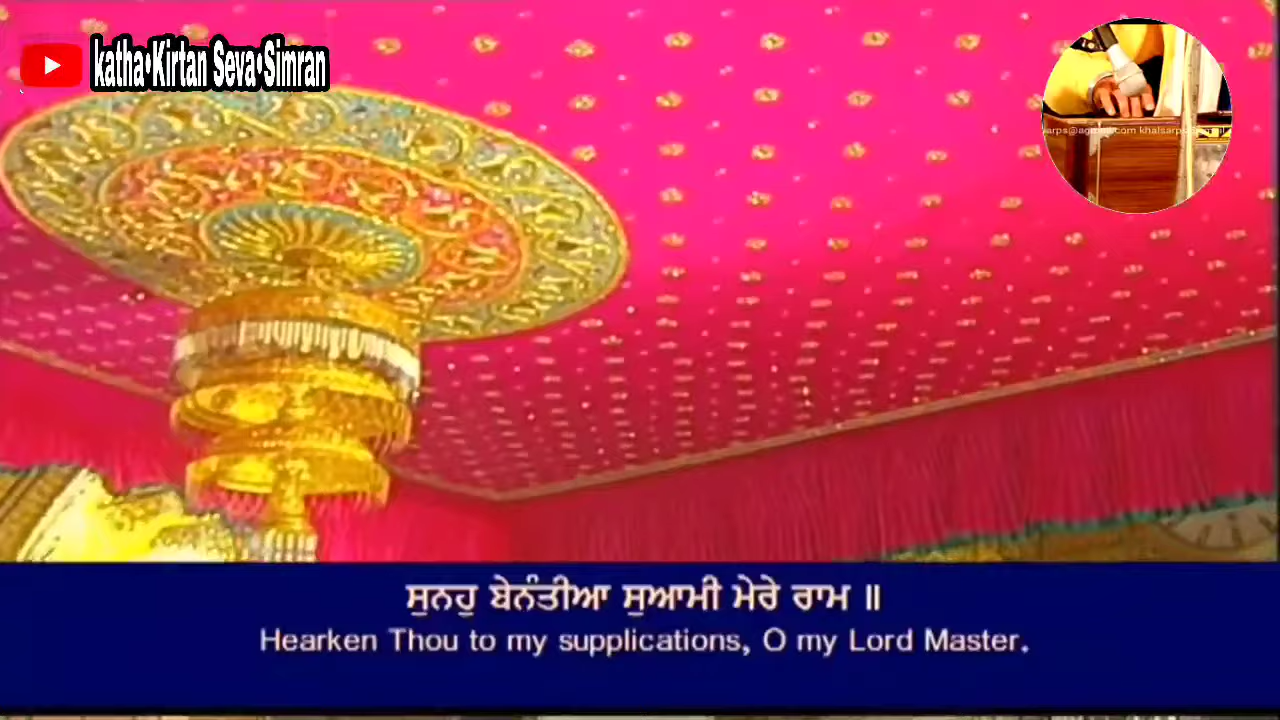 katha•Kirtan Seva•Simran
ਸੁਨਹੁ ਬੇਨੰਤੀਆ ਸੁਆਮੀ ਮੇਰੇ ਰਾਮ ॥
Hearken Thou to my supplications, O my Lord Master.